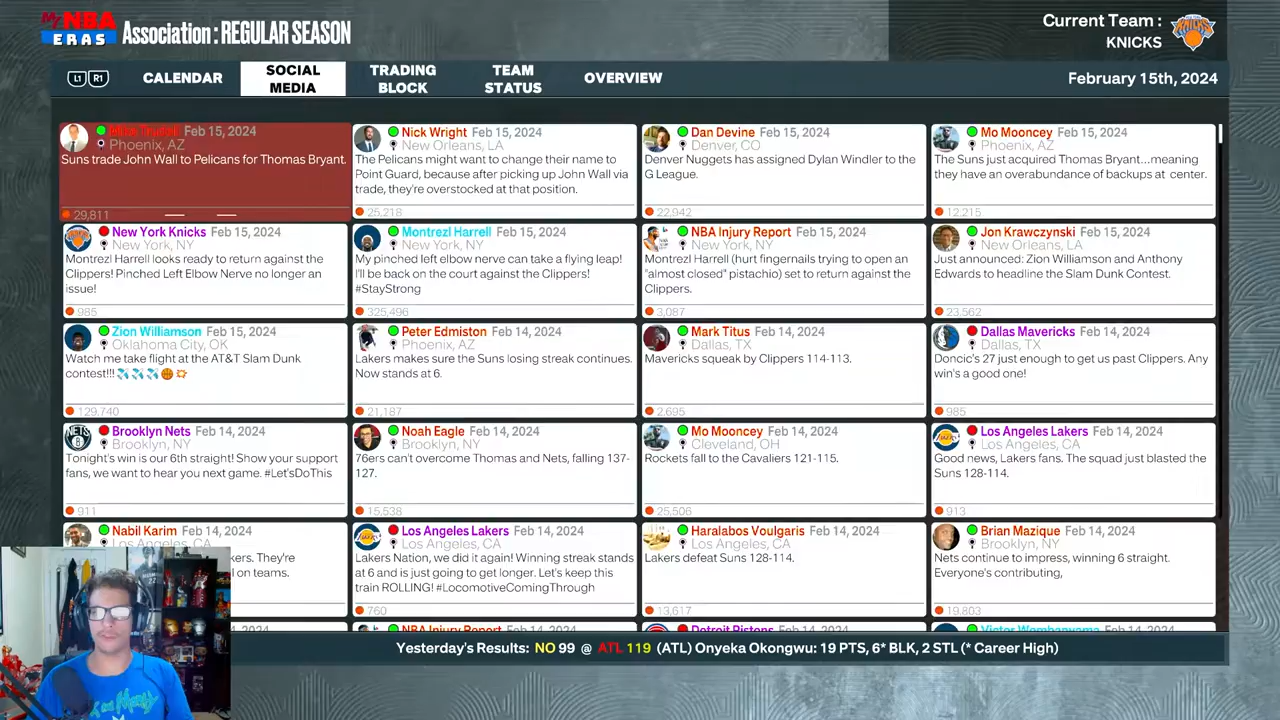 MyNBA ERAS
Association : REGULAR SEASON
Current Team :
KNICKS
L1 R1
CALENDAR
SOCIAL MEDIA
TRADING BLOCK
TEAM STATUS
OVERVIEW
February 15th, 2024
Feb 15, 2024
Phoenix, AZ
Suns trade John Wall to Pelicans for Thomas Bryant.
29,811
Nick Wright Feb 15, 2024
New Orleans, LA
The Pelicans might want to change their name to
Point Guard, because after picking up John Wall via
trade, they're overstocked at that position.
25,218
Dan Devine Feb 15, 2024
Denver, CO
Denver Nuggets has assigned Dylan Windler to the
G League.
22,942
Mo Mooncey Feb 15, 2024
Phoenix, AZ
The Suns just acquired Thomas Bryant...meaning
they have an overabundance of backups at center.
12,215
New York Knicks Feb 15, 2024
New York, NY
Montrezl Harrell looks ready to return against the
Clippers! Pinched Left Elbow Nerve no longer an
issue!
985
Montrezl Harrell Feb 15, 2024
New York, NY
My pinched left elbow nerve can take a flying leap!
I'll be back on the court against the Clippers!
#StayStrong
325,496
NBA Injury Report Feb 15, 2024
New York, NY
Montrezl Harrell (hurt fingernails trying to open an
"almost closed" pistachio) set to return against the
Clippers.
3,087
Jon Krawczynski Feb 15, 2024
New Orleans, LA
Just announced: Zion Williamson and Anthony
Edwards to headline the Slam Dunk Contest.
23,562
Zion Williamson Feb 15, 2024
Oklahoma City, OK
Watch me take flight at the AT&T Slam Dunk
contest!!!
129,740
Peter Edmiston Feb 14, 2024
Phoenix, AZ
Lakers makes sure the Suns losing streak continues.
Now stands at 6.
21,187
Mark Titus Feb 14, 2024
Dallas, TX
Mavericks squeak by Clippers 114-113.
2,695
Dallas Mavericks Feb 14, 2024
Dallas, TX
Doncic's 27 just enough to get us past Clippers. Any
win's a good one!
985
Brooklyn Nets Feb 14, 2024
Brooklyn, NY
Tonight's win is our 6th straight! Show your support
fans, we want to hear you next game. #Let'sDoThis
911
Noah Eagle Feb 14, 2024
Brooklyn, NY
76ers can't overcome Thomas and Nets, falling 137-
127.
15,538
Mo Mooncey Feb 14, 2024
Cleveland, OH
Rockets fall to the Cavaliers 121-115.
25,506
Los Angeles Lakers Feb 14, 2024
Los Angeles, CA
Good news, Lakers fans. The squad just blasted the
Suns 128-114.
913
Nabil Karim Feb 14, 2024
Los Angeles, CA
kers. They're
l on teams.
Los Angeles Lakers Feb 14, 2024
Los Angeles, CA
Lakers Nation, we did it again! Winning streak stands
at 6 and is just going to get longer. Let's keep this
train ROLLING! #LocomotiveComingThrough
760
Haralabos Voulgaris Feb 14, 2024
Los Angeles, CA
Lakers defeat Suns 128-114.
13,617
Brian Mazique Feb 14, 2024
Brooklyn, NY
Nets continue to impress, winning 6 straight.
Everyone's contributing,
19,803
14, 2024
NBA Injury Report Feb 14, 2024
Detroit Pistons Feb 14, 2024
Victor Wembanyama Feb 14, 2024
Yesterday's Results: NO 99 @ ATL 119 (ATL) Onyeka Okongwu: 19 PTS, 6* BLK, 2 STL (* Career High)